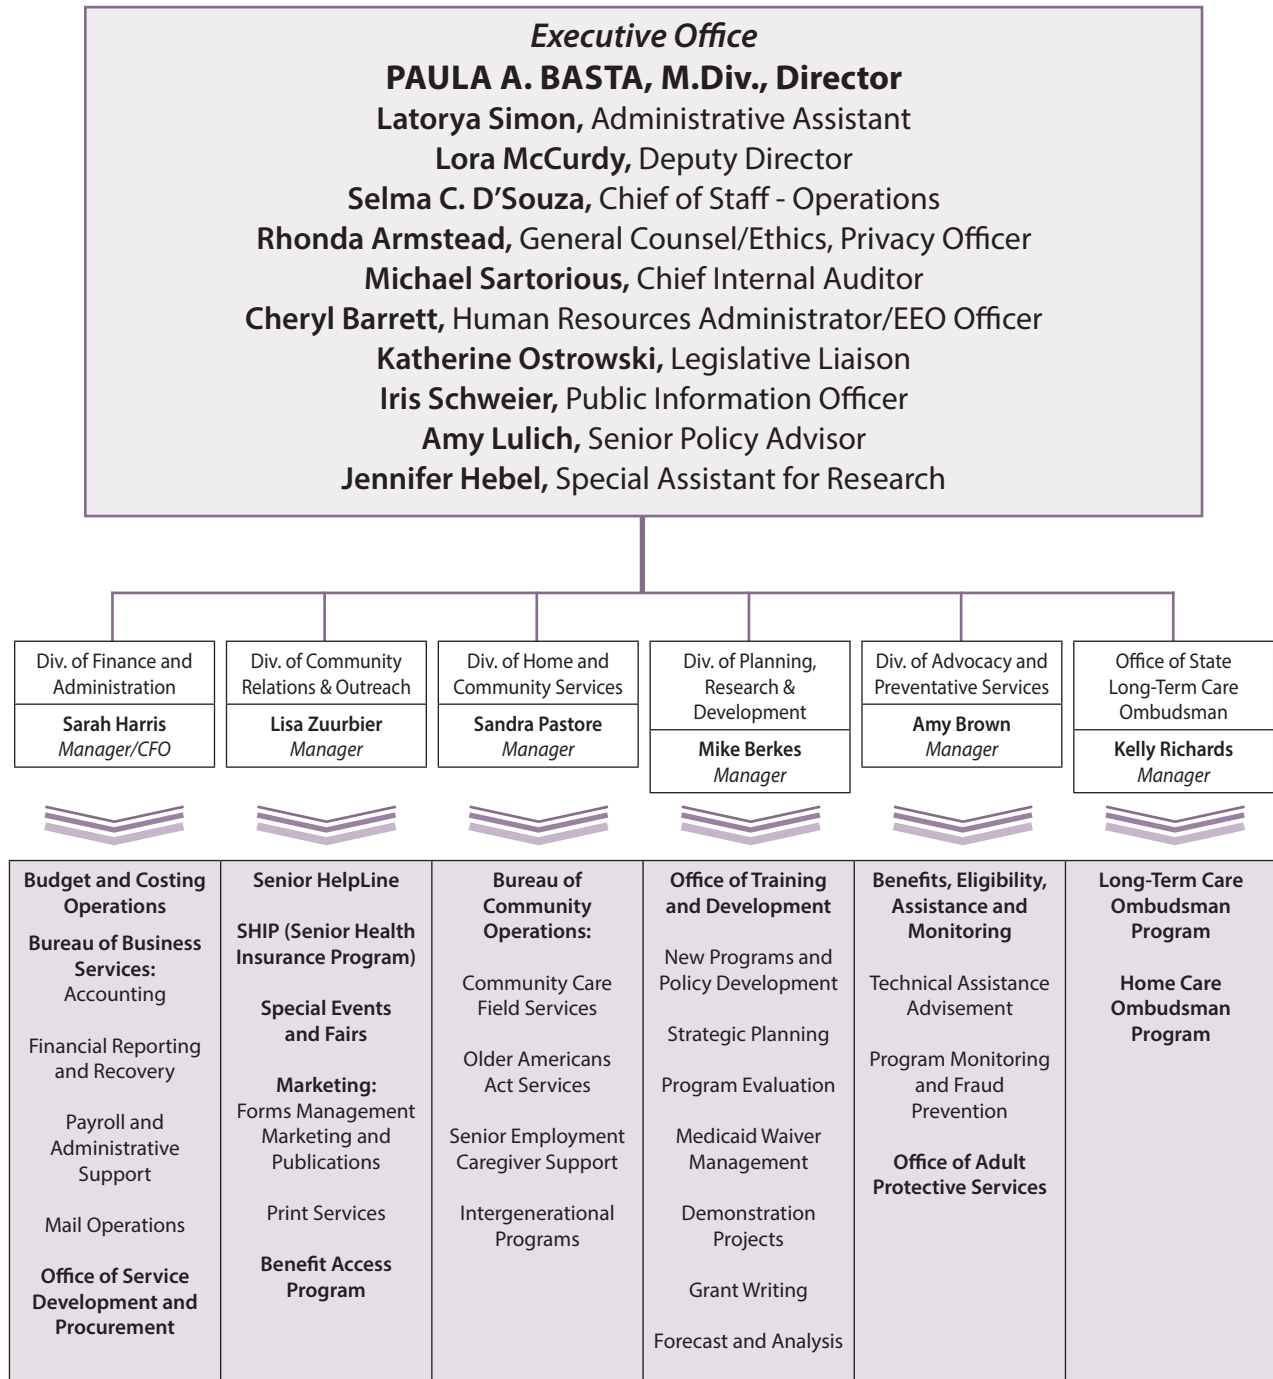 Executive Office
PAULA A. BASTA, M.Div., Director
Latorya Simon, Administrative Assistant
Lora McCurdy, Deputy Director
Selma C. D’Souza, Chief of Staff - Operations
Rhonda Armstead, General Counsel/Ethics, Privacy Officer
Michael Sartorious, Chief Internal Auditor
Cheryl Barrett, Human Resources Administrator/EEO Officer
Katherine Ostrowski, Legislative Liaison
Iris Schweier, Public Information Officer
Amy Lulich, Senior Policy Advisor
Jennifer Hebel, Special Assistant for Research
Div. of Finance and
Administration
Sarah Harris
Manager/CFO
Div. of Community
Relations & Outreach
Lisa Zuurbier
Manager
Div. of Home and
Community Services
Sandra Pastore
Manager
Div. of Planning,
Research &
Development
Mike Berkes
Manager
Div. of Advocacy and
Preventative Services
Amy Brown
Manager
Office of State
Long-Term Care
Ombudsman
Kelly Richards
Manager
Budget and Costing
Operations
Bureau of Business
Services:
Accounting
Financial Reporting
and Recovery
Payroll and
Administrative
Support
Mail Operations
Office of Service
Development and
Procurement
Senior HelpLine
SHIP (Senior Health
Insurance Program)
Special Events
and Fairs
Marketing:
Forms Management
Marketing and
Publications
Print Services
Benefit Access
Program
Bureau of
Community
Operations:
Community Care
Field Services
Older Americans
Act Services
Senior Employment
Caregiver Support
Intergenerational
Programs
Office of Training
and Development
New Programs and
Policy Development
Strategic Planning
Program Evaluation
Medicaid Waiver
Management
Demonstration
Projects
Grant Writing
Forecast and Analysis
Benefits, Eligibility,
Assistance and
Monitoring
Technical Assistance
Advisement
Program Monitoring
and Fraud
Prevention
Office of Adult
Protective Services
Long-Term Care
Ombudsman
Program
Home Care
Ombudsman
Program